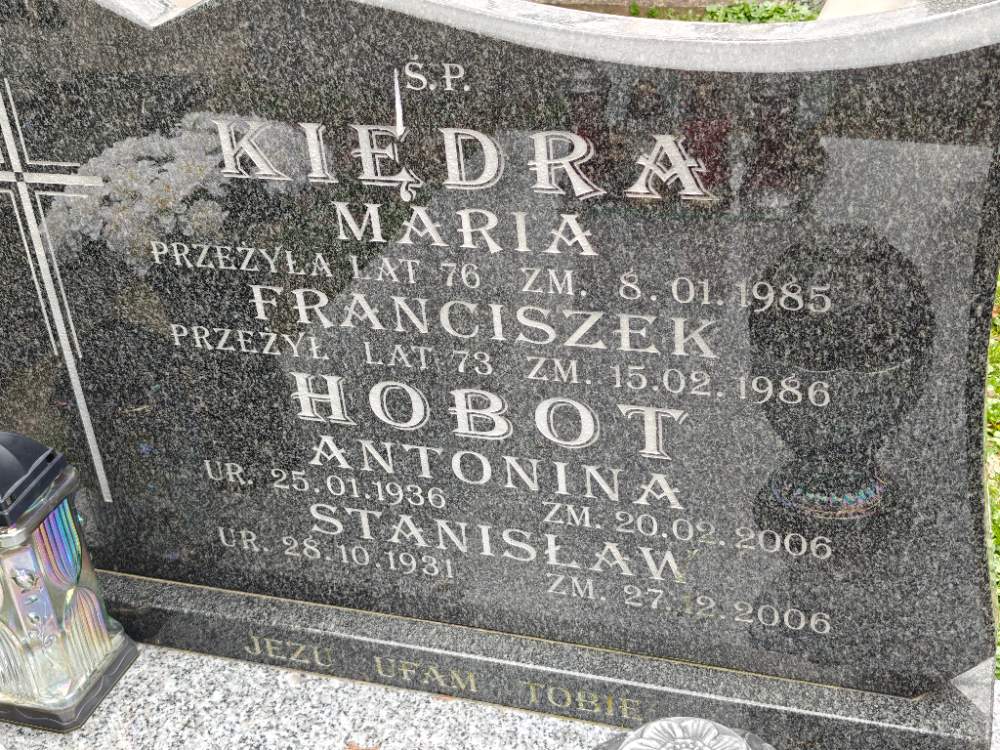 Ś.P.
KIĘDRA
MARIA
PRZEŻYŁA LAT 76 ZM. 8.01.1985
FRANCISZEK
PRZEŻYŁ LAT 73 ZM. 15.02.1986
HOBOT
ANTONINA
UR. 25.01.1936 ZM. 20.02.2006
STANISŁAW
UR. 28.10.1931 ZM. 27.12.2006
JEZU UFAM TOBIE